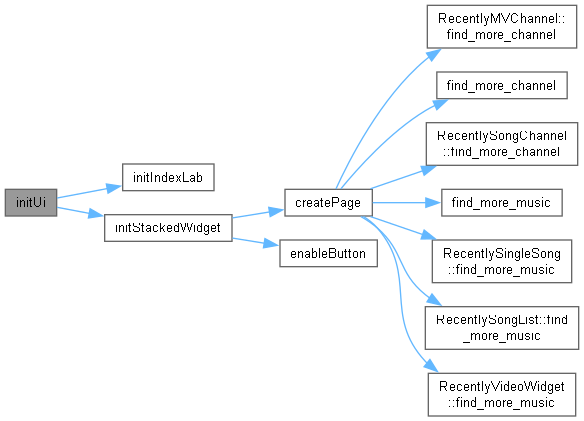 initUi
initIndexLab
initStackedWidget
createPage
enableButton
RecentlyMVChannel::
find_more_channel
find_more_channel
RecentlySongChannel
::find_more_channel
find_more_music
RecentlySingleSong
::find_more_music
RecentlySongList::find
_more_music
RecentlyVideoWidget
::find_more_music